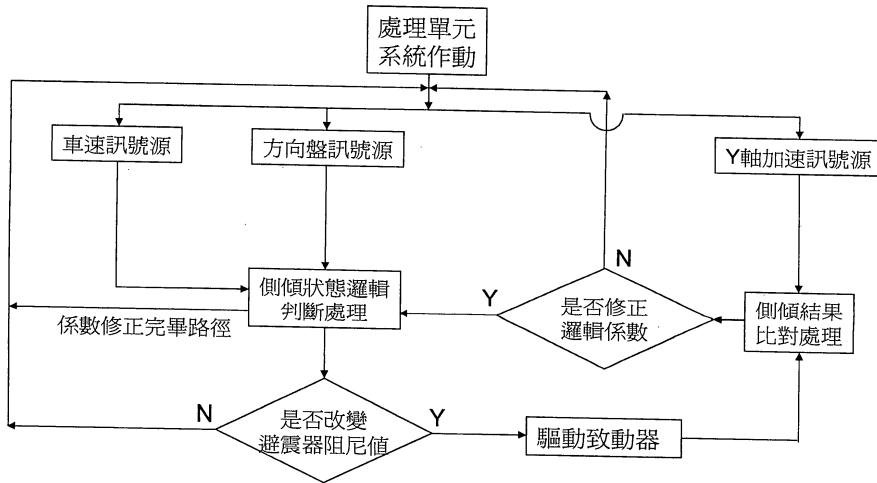 處理單元
系統作動
車速訊號源
方向盤訊號源
Y軸加速訊號源
N
側傾狀態邏輯
判斷處理
Y
是否修正
邏輯係數
側傾結果
比對處理
係數修正完畢路徑
N
是否改變
避震器阻尼值
Y
驅動致動器